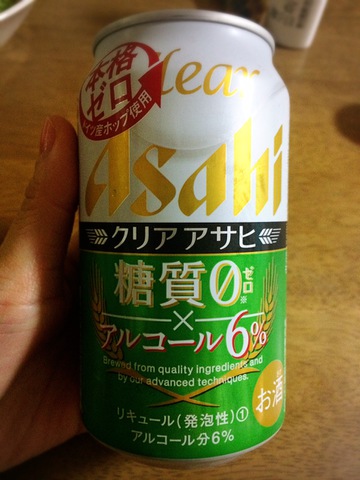 Clear
本格
ゼロ
ドイツ産ホップ使用
Asahi
クリア アサヒ
糖質0ゼロ※
×
アルコール6%
Brewed from quality ingredients and
by our advanced techniques.
お酒
リキュール(発泡性)①
アルコール分6%